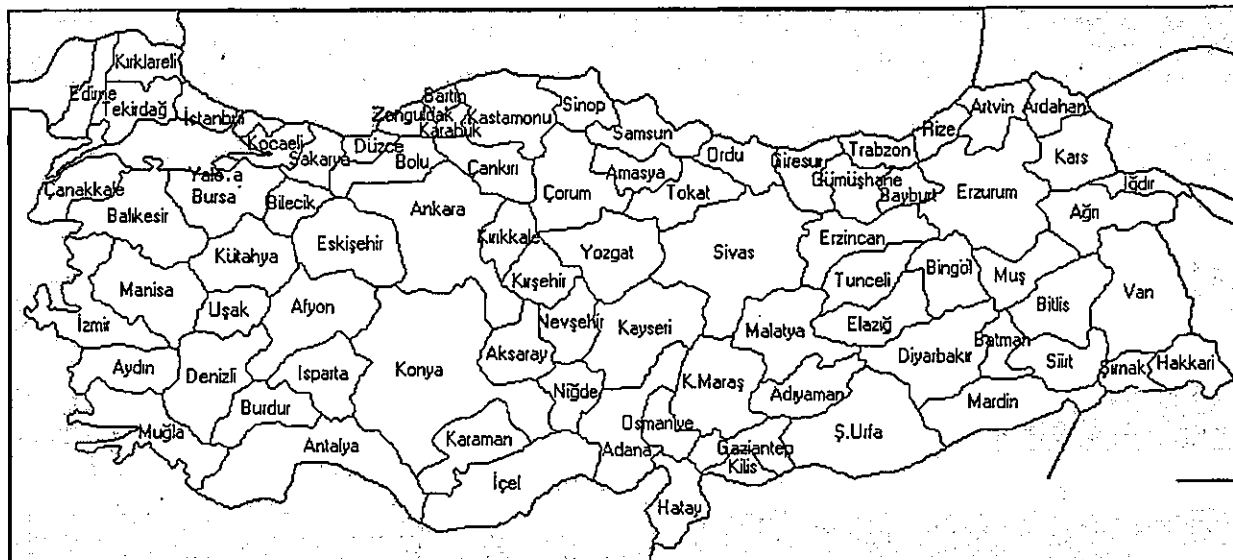 Kırklareli
Edirne
Tekirdağ
İstanbul
Kocaeli
Sakarya
Düzce
Zonguldak
Bartın
Karabük
Kastamonu
Sinop
Samsun
Ordu
Giresun
Trabzon
Rize
Artvin
Ardahan
Kars
Iğdır
Ağrı
Erzurum
Bayburt
Gümüşhane
Tokat
Amasya
Çorum
Çankırı
Bolu
Bilecik
Bursa
Yalova
Çanakkale
Balıkesir
Kütahya
Eskişehir
Ankara
Kırıkkale
Yozgat
Sivas
Erzincan
Tunceli
Bingöl
Muş
Bitlis
Van
Manisa
Uşak
Afyon
Kırşehir
Nevşehir
Kayseri
Malatya
Elazığ
Diyarbakır
Batman
Siirt
Şırnak
Hakkari
İzmir
Aydın
Denizli
Isparta
Burdur
Konya
Aksaray
Niğde
K.Maraş
Adıyaman
Ş.Urfa
Mardin
Muğla
Antalya
Karaman
İçel
Adana
Osmaniye
Gaziantep
Kilis
Hatay